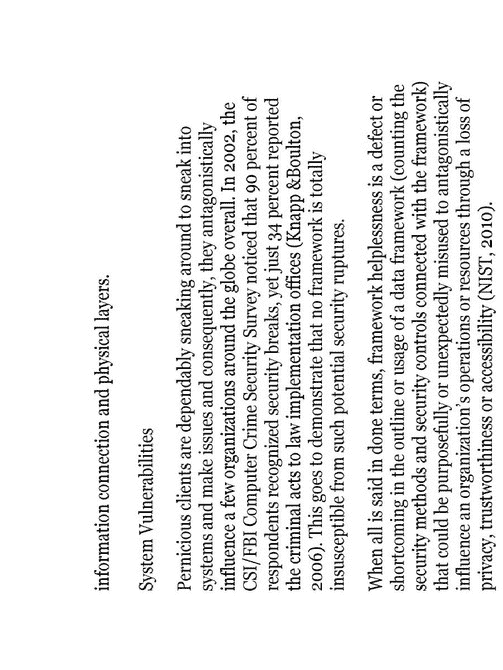 information connection and physical layers.
System Vulnerabilities
Pernicious clients are dependably sneaking around to sneak into
systems and make issues and consequently, they antagonistically
influence a few organizations around the globe overall. In 2002, the
CSI/FBI Computer Crime Security Survey noticed that 90 percent of
respondents recognized security breaks, yet just 34 percent reported
the criminal acts to law implementation offices (Knapp &Boulton,
2006). This goes to demonstrate that no framework is totally
insusceptible from such potential security ruptures.
When all is said in done terms, framework helplessness is a defect or
shortcoming in the outline or usage of a data framework (counting the
security methods and security controls connected with the framework)
that could be purposefully or unexpectedly misused to antagonistically
influence an organization's operations or resources through a loss of
privacy, trustworthiness or accessibility (NIST, 2010).